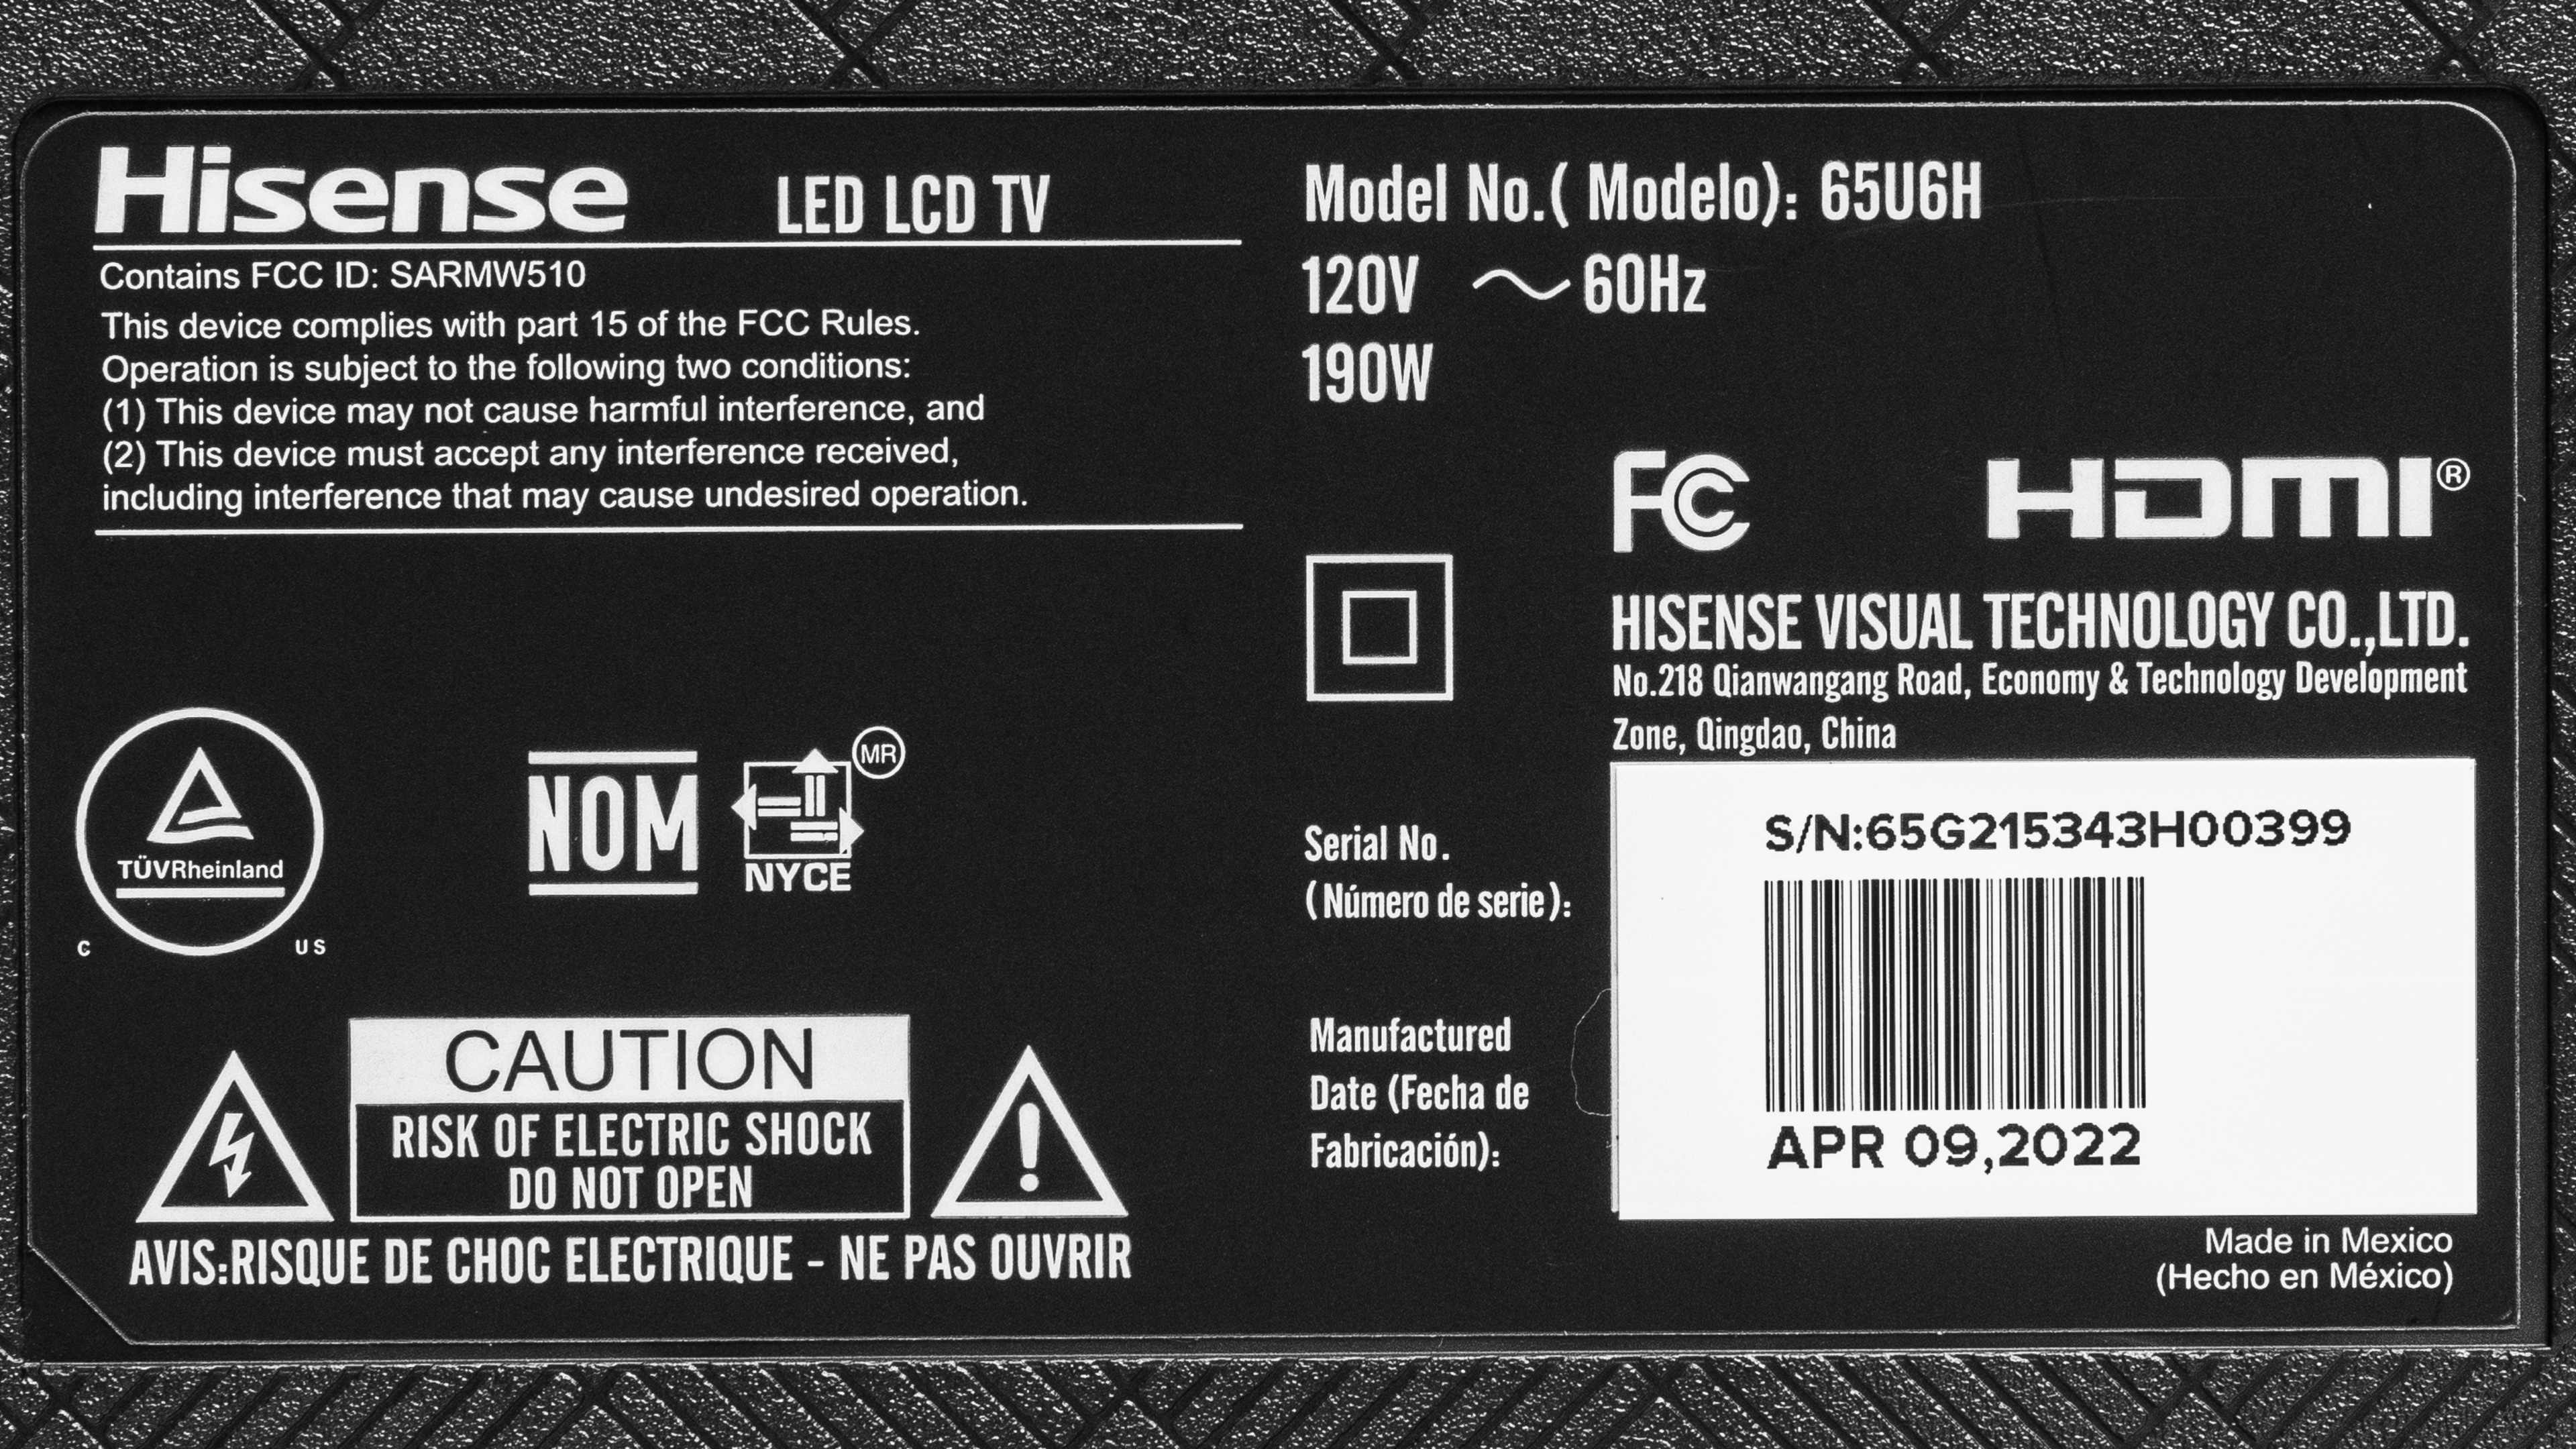 Hisense LED LCD TV
Contains FCC ID: SARMW510
This device complies with part 15 of the FCC Rules.
Operation is subject to the following two conditions:
(1) This device may not cause harmful interference, and
(2) This device must accept any interference received,
including interference that may cause undesired operation.
TÜVRheinland
C US
NOM
MR
NYCE
CAUTION
RISK OF ELECTRIC SHOCK
DO NOT OPEN
AVIS:RISQUE DE CHOC ELECTRIQUE - NE PAS OUVRIR
Model No.( Modelo): 65U6H
120V ~ 60Hz
190W
FC HDMI®
HISENSE VISUAL TECHNOLOGY CO.,LTD.
No.218 Qianwangang Road, Economy & Technology Development
Zone, Qingdao, China
Serial No.
(Número de serie):
S/N:65G215343H00399
Manufactured
Date (Fecha de
Fabricación):
APR 09,2022
Made in Mexico
(Hecho en México)